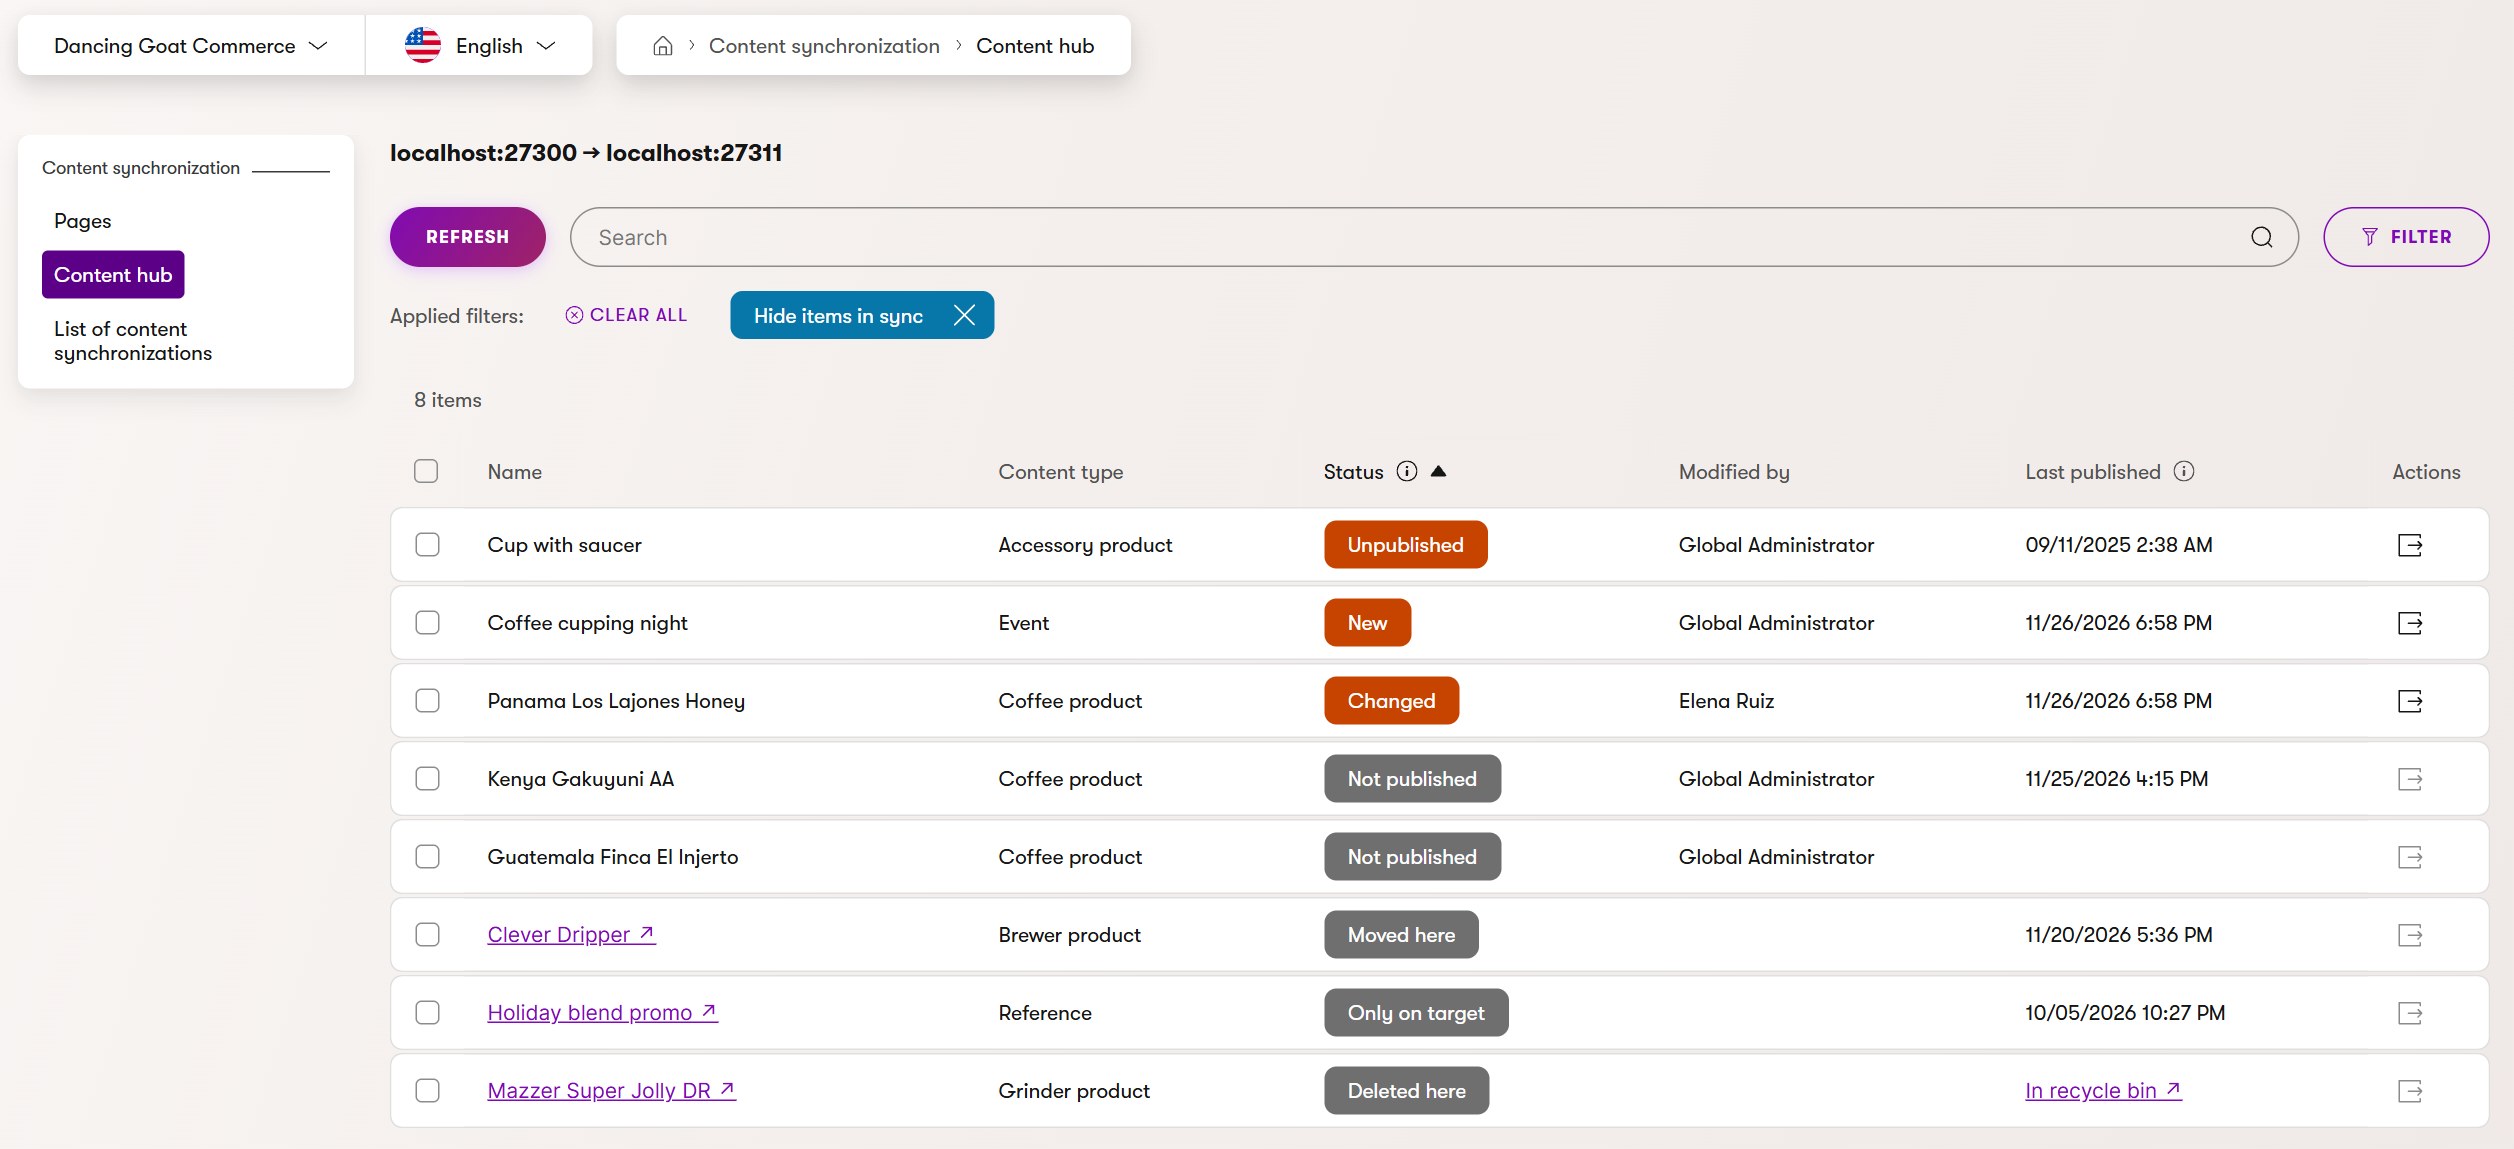 Dancing Goat Commerce
English
Content synchronization
Content hub
Content synchronization
Pages
Content hub
List of content
synchronizations
localhost:27300 → localhost:27311
REFRESH
Search
FILTER
Applied filters:
CLEAR ALL
Hide items in sync
8 items
Name
Content type
Status
Modified by
Last published
Actions
Cup with saucer
Accessory product
Unpublished
Global Administrator
09/11/2025 2:38 AM
Coffee cupping night
Event
New
Global Administrator
11/26/2026 6:58 PM
Panama Los Lajones Honey
Coffee product
Changed
Elena Ruiz
11/26/2026 6:58 PM
Kenya Gakuyuni AA
Coffee product
Not published
Global Administrator
11/25/2026 4:15 PM
Guatemala Finca El Injerto
Coffee product
Not published
Global Administrator
Clever Dripper
Brewer product
Moved here
11/20/2026 5:36 PM
Holiday blend promo
Reference
Only on target
10/05/2026 10:27 PM
Mazzer Super Jolly DR
Grinder product
Deleted here
In recycle bin